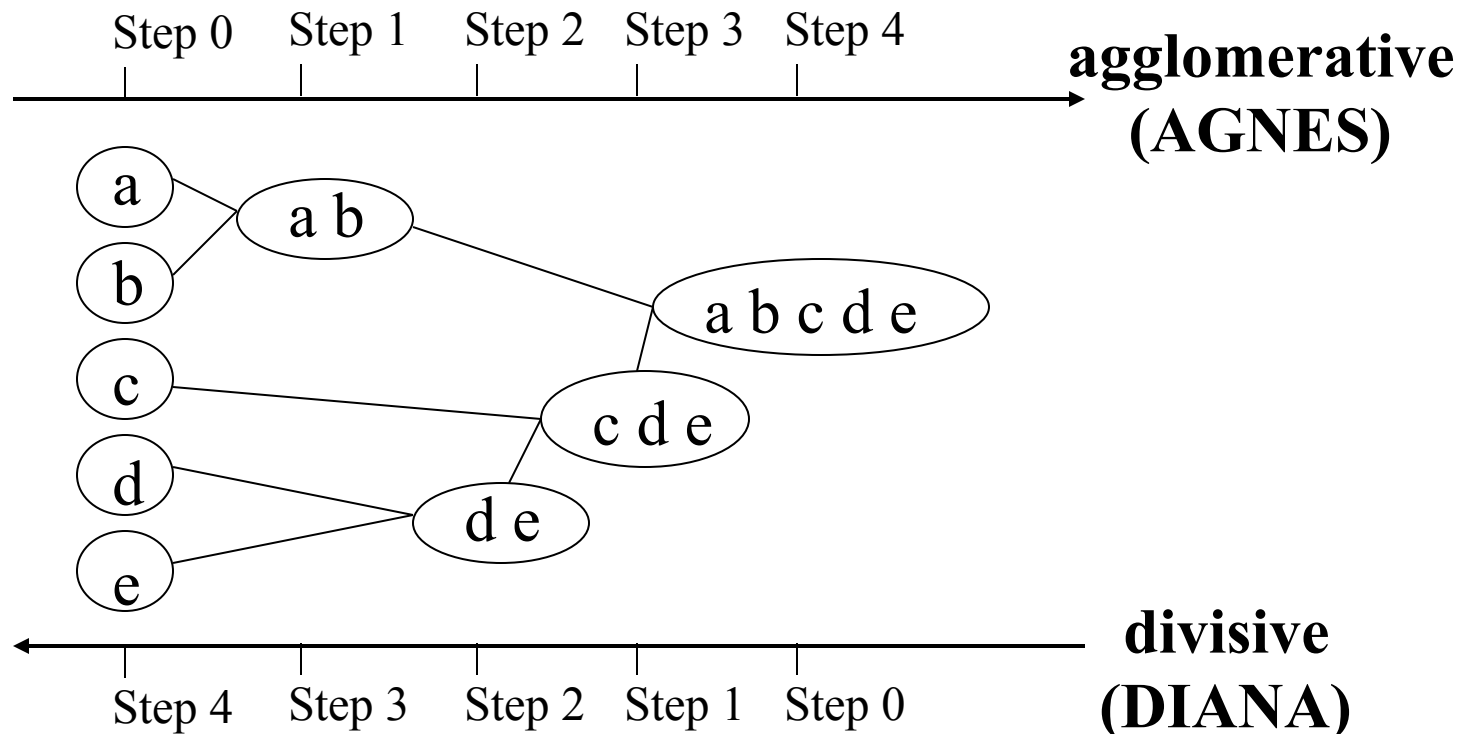 Step 0 Step 1 Step 2 Step 3 Step 4
agglomerative
(AGNES)
a
a b
b
a b c d e
c
c d e
d
d e
e
divisive
(DIANA)
Step 4 Step 3 Step 2 Step 1 Step 0